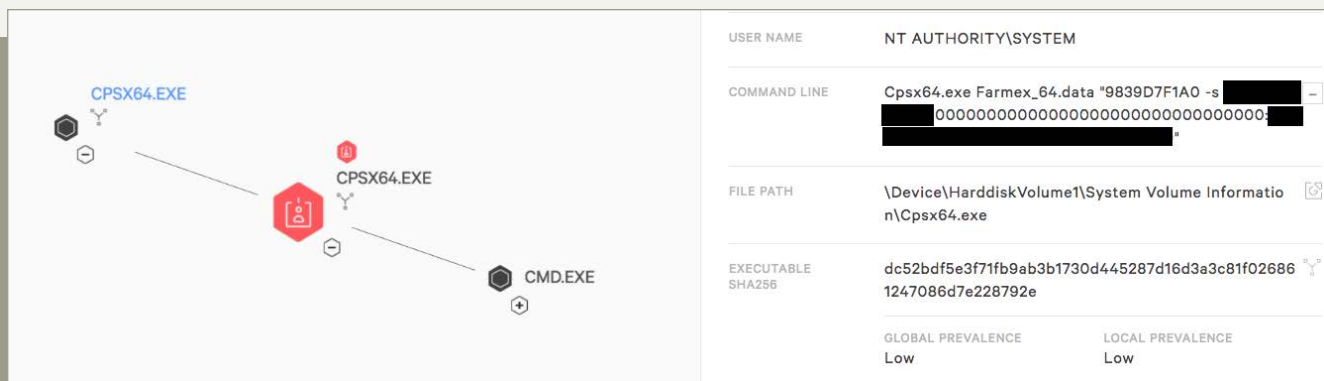 CPSX64.EXE
CPSX64.EXE
CMD.EXE
USER NAME
NT AUTHORITY\SYSTEM
COMMAND LINE
Cpsx64.exe Farmex_64.data "9839D7F1A0 -s
00000000000000000000000000000000:
"
FILE PATH
\Device\HarddiskVolume1\System Volume Informatio
n\Cpsx64.exe
EXECUTABLE
SHA256
dc52bdf5e3f71fb9ab3b1730d445287d16d3a3c81f02686
1247086d7e228792e
GLOBAL PREVALENCE
LOCAL PREVALENCE
Low
Low